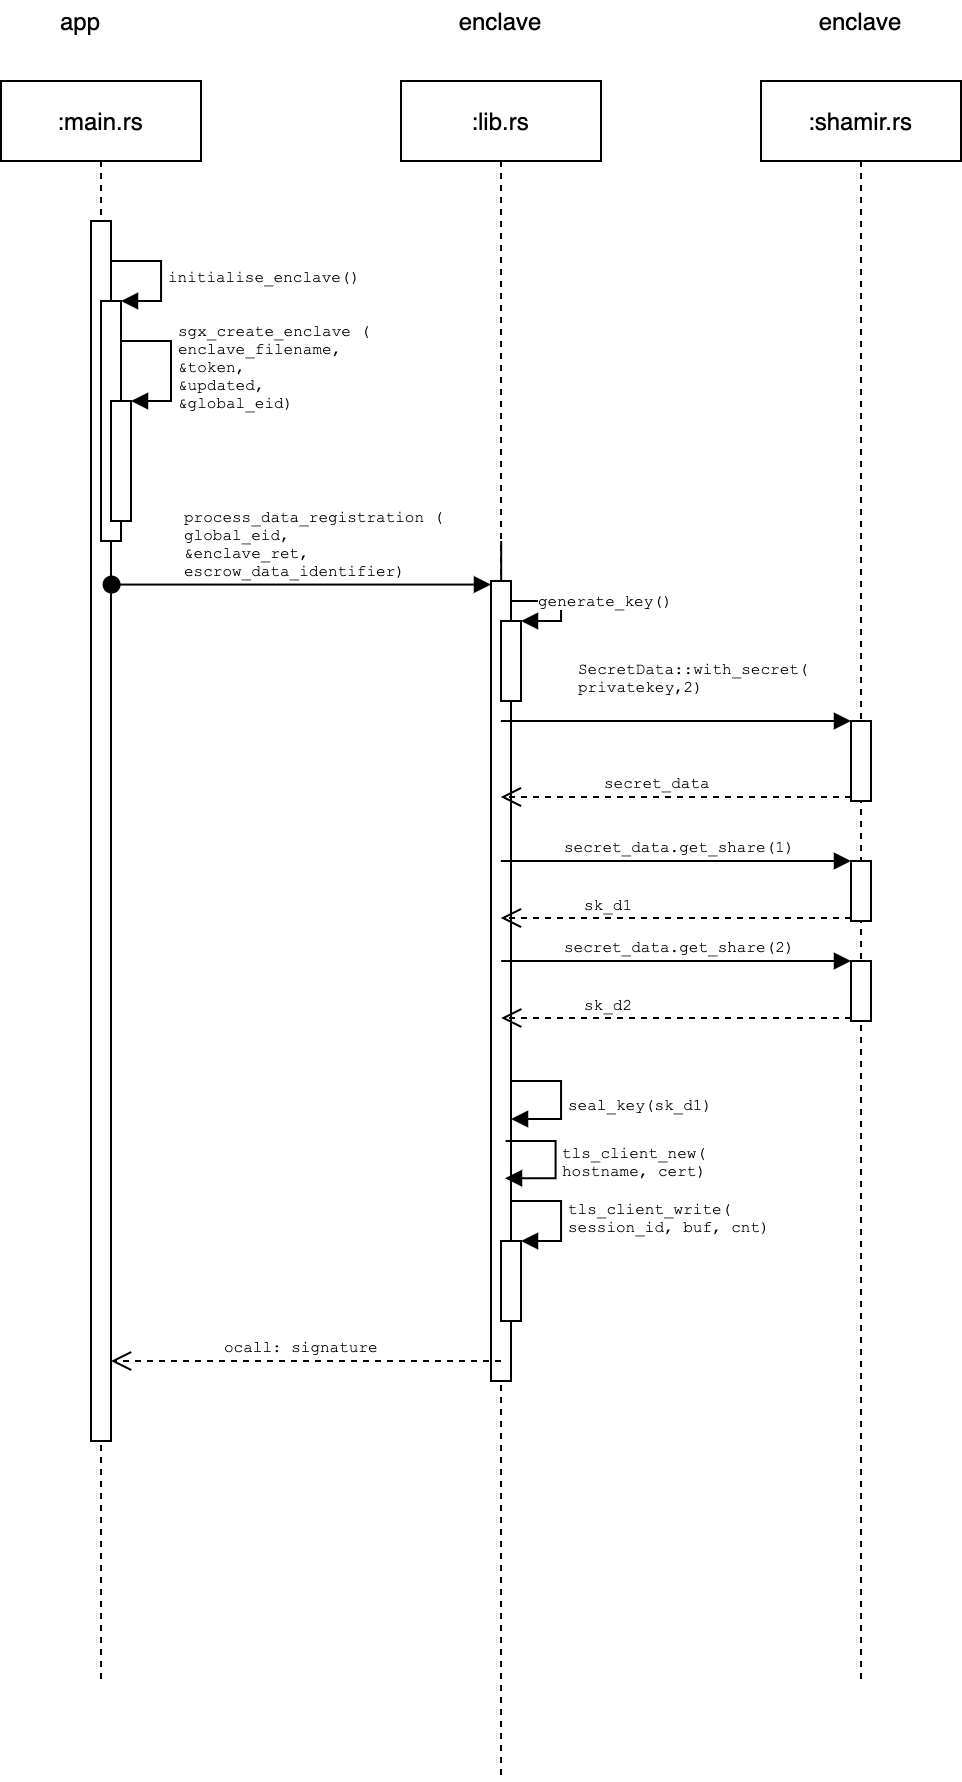 app
enclave
enclave
:main.rs
:lib.rs
:shamir.rs
initialise_enclave()
sgx_create_enclave (
enclave_filename,
&token,
&updated,
&global_eid)
process_data_registration (
global_eid,
&enclave_ret,
escrow_data_identifier)
generate_key()
SecretData::with_secret(
privatekey,2)
secret_data
secret_data.get_share(1)
sk_d1
secret_data.get_share(2)
sk_d2
seal_key(sk_d1)
tls_client_new(
hostname, cert)
tls_client_write(
session_id, buf, cnt)
ocall: signature